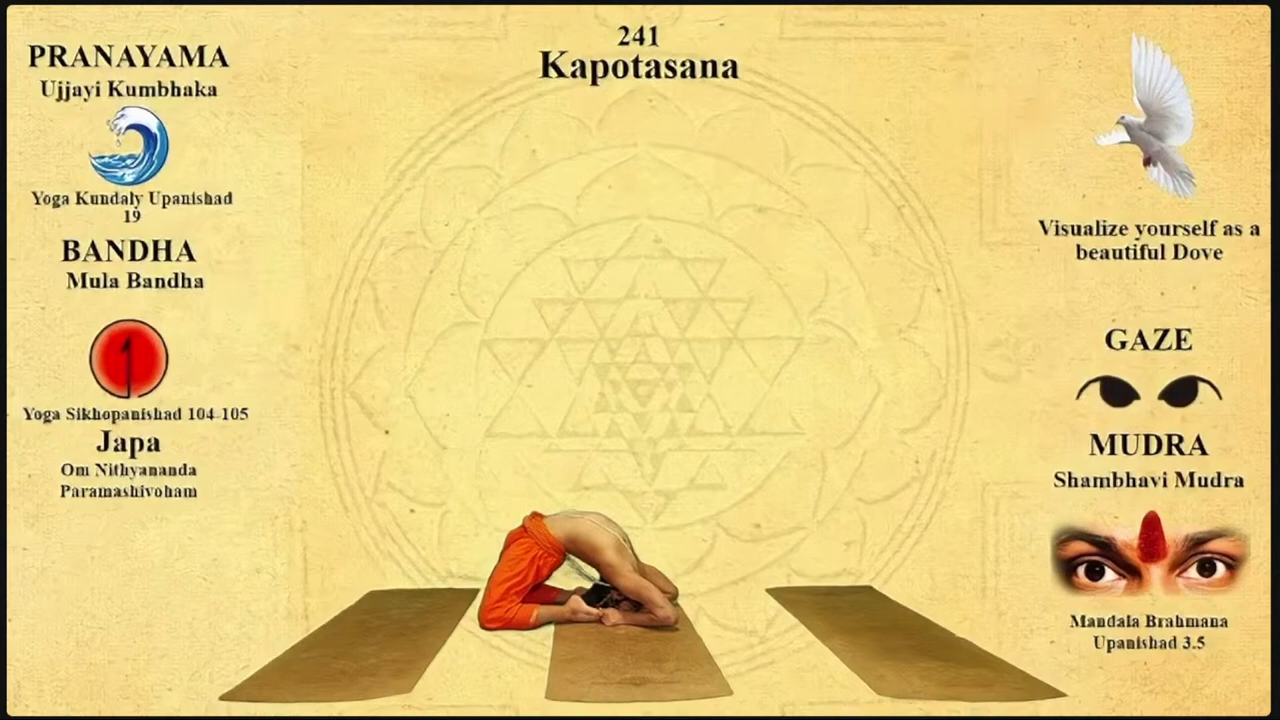 241
Kapotasana
PRANAYAMA
Ujjayi Kumbhaka
Yoga Kundaly Upanishad
19
BANDHA
Mula Bandha
Yoga Sikhopanishad 104-105
Japa
Om Nithyananda
Paramashivoham
Visualize yourself as a
beautiful Dove
GAZE
MUDRA
Shambhavi Mudra
Mandala Brahmana
Upanishad 3.5